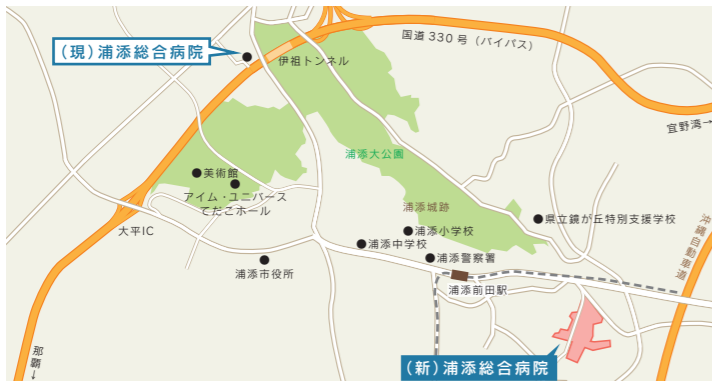 国道330号（バイパス）
（現）浦添総合病院
伊祖トンネル
宜野湾→
浦添大公園
美術館
アイム・ユニバース
てだこホール
浦添城跡
県立鏡が丘特別支援学校
大平IC
浦添小学校
浦添中学校
浦添警察署
沖縄自動車道
浦添市役所
浦添前田駅
那覇←
（新）浦添総合病院